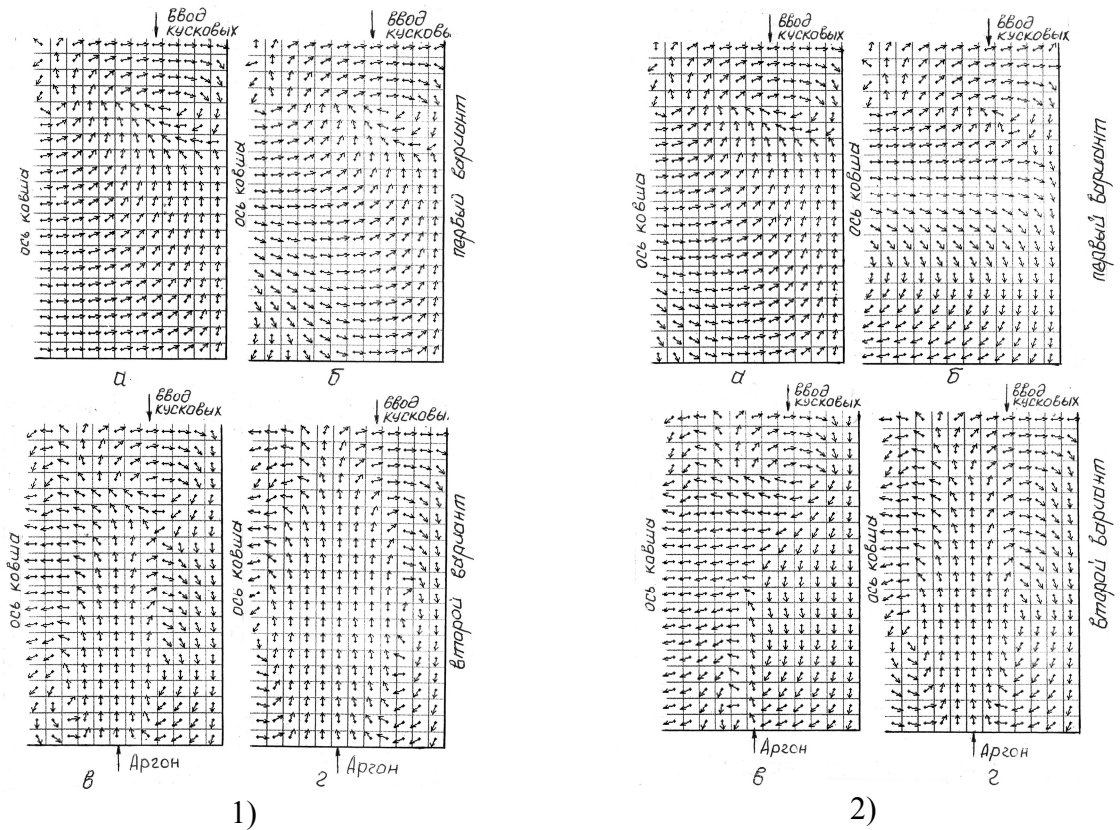 ввод
кусковых
ввод
кусковы
ось ковша
ось ковша
первый вариант
а
б
ввод
кусковых
ввод
кусковы
ось ковша
ось ковша
второй вариант
Аргон
Аргон
в
г
1)
ввод
кусковых
ввод
кусковых
ось ковша
ось ковша
первый вариант
а
б
ввод
кусковых
ввод
кусковых
ось ковша
ось ковша
второй вариант
Аргон
Аргон
в
г
2)